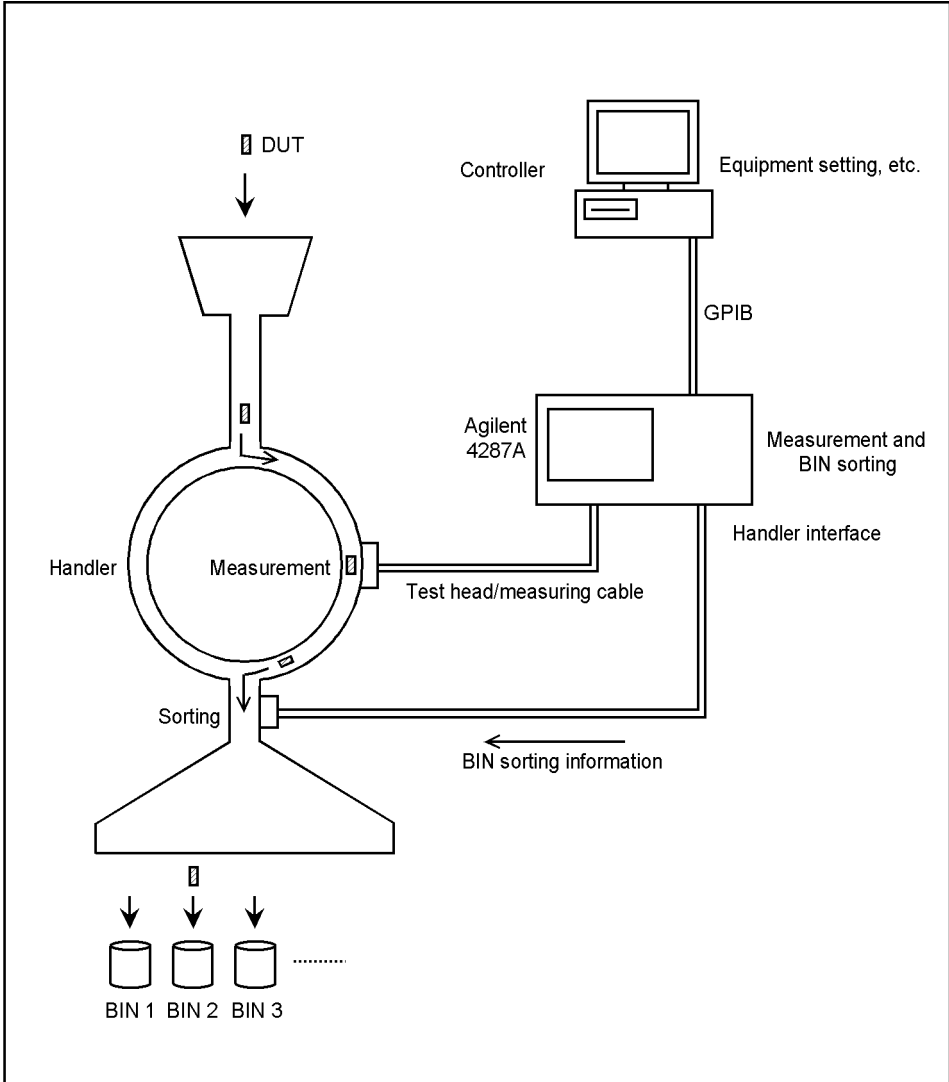 DUT
Controller
Equipment setting, etc.
GPIB
Agilent
4287A
Measurement and
BIN sorting
Handler interface
Handler
Measurement
Test head/measuring cable
Sorting
BIN sorting information
BIN 1 BIN 2 BIN 3